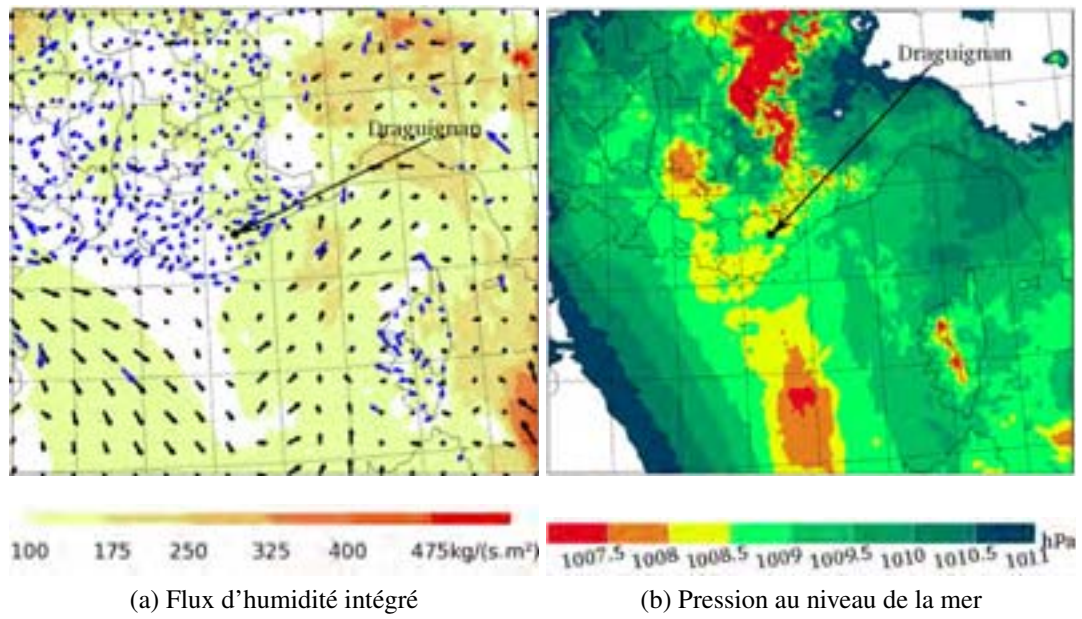 Draguignan
Draguignan
100 175 250 325 400 475kg/(s.m²)
1007.5 1008 1008.5 1009 1009.5 1010 1010.5 1011 hPa
(a) Flux d'humidité intégré
(b) Pression au niveau de la mer